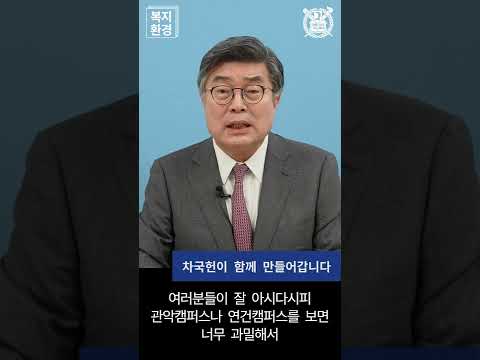 복지
환경
차국헌이 함께 만들어갑니다
여러분들이 잘 아시다시피
관악캠퍼스나 연건캠퍼스를 보면
너무 과밀해서